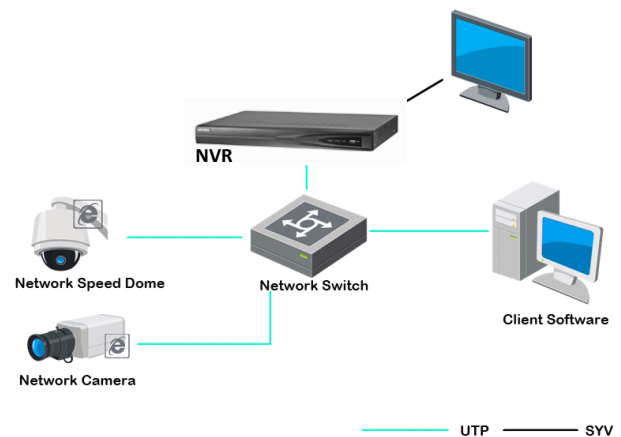 NVR
Network Speed Dome
Network Switch
Client Software
Network Camera
UTP
SYV